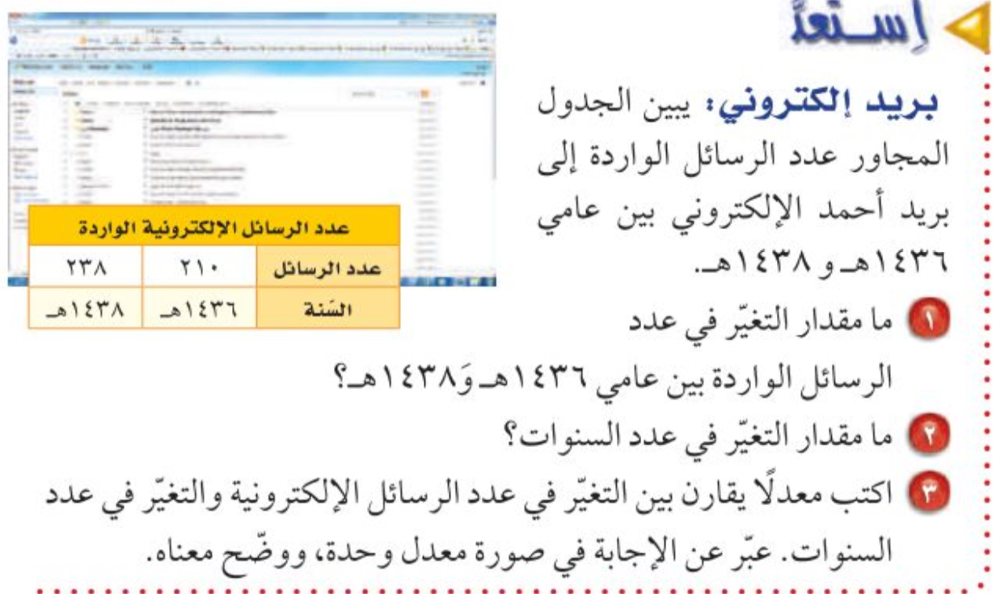 اِستَعدَّ
بريد إلكتروني: يبين الجدول
المجاور عدد الرسائل الواردة إلى
بريد أحمد الإلكتروني بين عامي
١٤٣٦هـ و ١٤٣٨هـ.
عدد الرسائل الإلكترونية الواردة
عدد الرسائل ٢١٠ ٢٣٨
السَنة ١٤٣٦هـ ١٤٣٨هـ
١ ما مقدار التغيّر في عدد
الرسائل الواردة بين عامي ١٤٣٦هـ وَ١٤٣٨هـ؟
٢ ما مقدار التغيّر في عدد السنوات؟
٣ اكتب معدلًا يقارن بين التغيّر في عدد الرسائل الإلكترونية والتغيّر في عدد
السنوات. عبّر عن الإجابة في صورة معدل وحدة، ووضّح معناه.